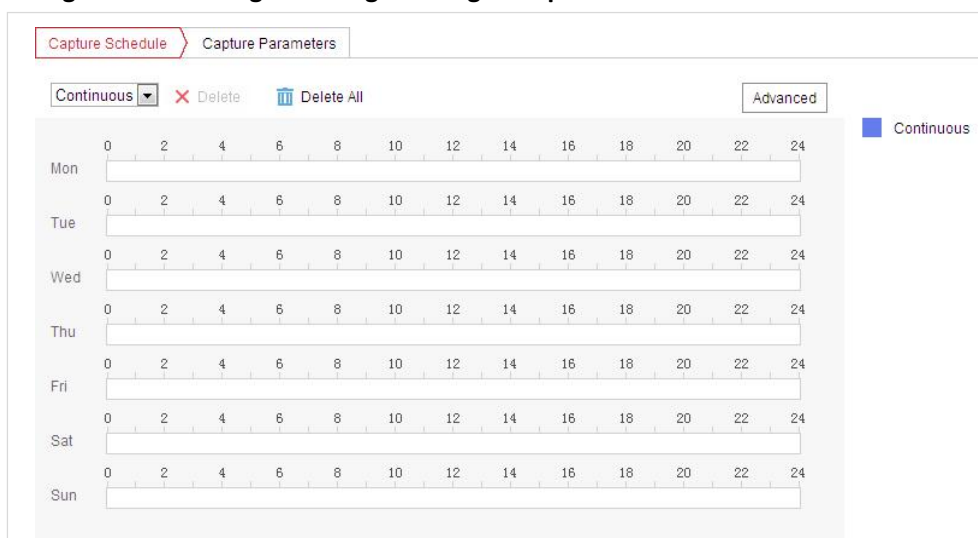 Capture Schedule Capture Parameters
Continuous Delete Delete All Advanced
Continuous
0 2 4 6 8 10 12 14 16 18 20 22 24
Mon
0 2 4 6 8 10 12 14 16 18 20 22 24
Tue
0 2 4 6 8 10 12 14 16 18 20 22 24
Wed
0 2 4 6 8 10 12 14 16 18 20 22 24
Thu
0 2 4 6 8 10 12 14 16 18 20 22 24
Fri
0 2 4 6 8 10 12 14 16 18 20 22 24
Sat
0 2 4 6 8 10 12 14 16 18 20 22 24
Sun